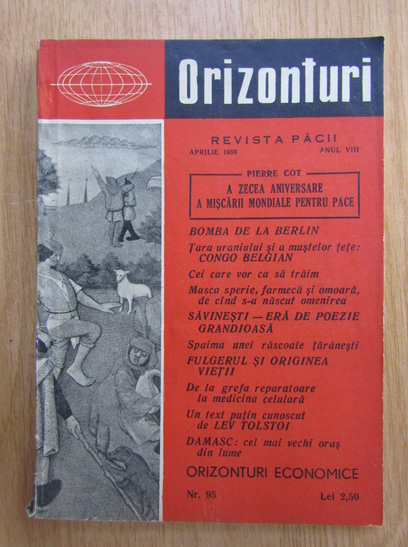 Orizonturi
REVISTA PĂCII
APRILIE 1959 ANUL VIII
PIERRE COT
A ZECEA ANIVERSARE
A MIȘCĂRII MONDIALE PENTRU PACE
BOMBA DE LA BERLIN
Țara uraniului și a muștelor țețe:
CONGO BELGIAN
Cei care vor ca să trăim
Masca sperie, farmecă și omoară,
de cînd s-a născut omenirea
SĂVINEȘTI — ERĂ DE POEZIE
GRANDIOASĂ
Spaima unei răscoale țărănești
FULGERUL ȘI ORIGINEA
VIEȚII
De la grefa reparatoare
la medicina celulară
Un text puțin cunoscut
de LEV TOLSTOI
DAMASC: cel mai vechi oraș
din lume
ORIZONTURI ECONOMICE
Nr. 95 Lei 2,50